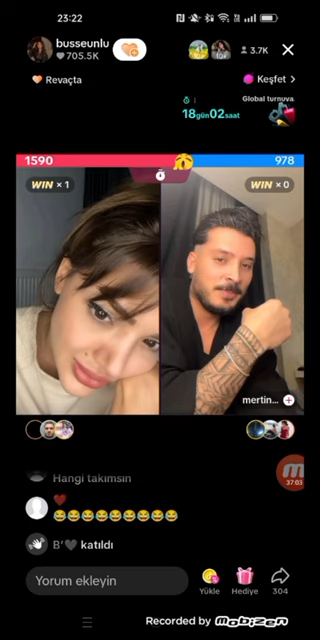 23:22
busseunlu
705.5K
3.7K
Revaçta
Keşfet >
Global turnuva
18gün02saat
1590
978
WIN × 1
WIN × 0
mertin...
Hangi takımsın
B'🖤 katıldı
37:03
Yorum ekleyin
Yükle
Hediye
304
Recorded by MOBIZEN